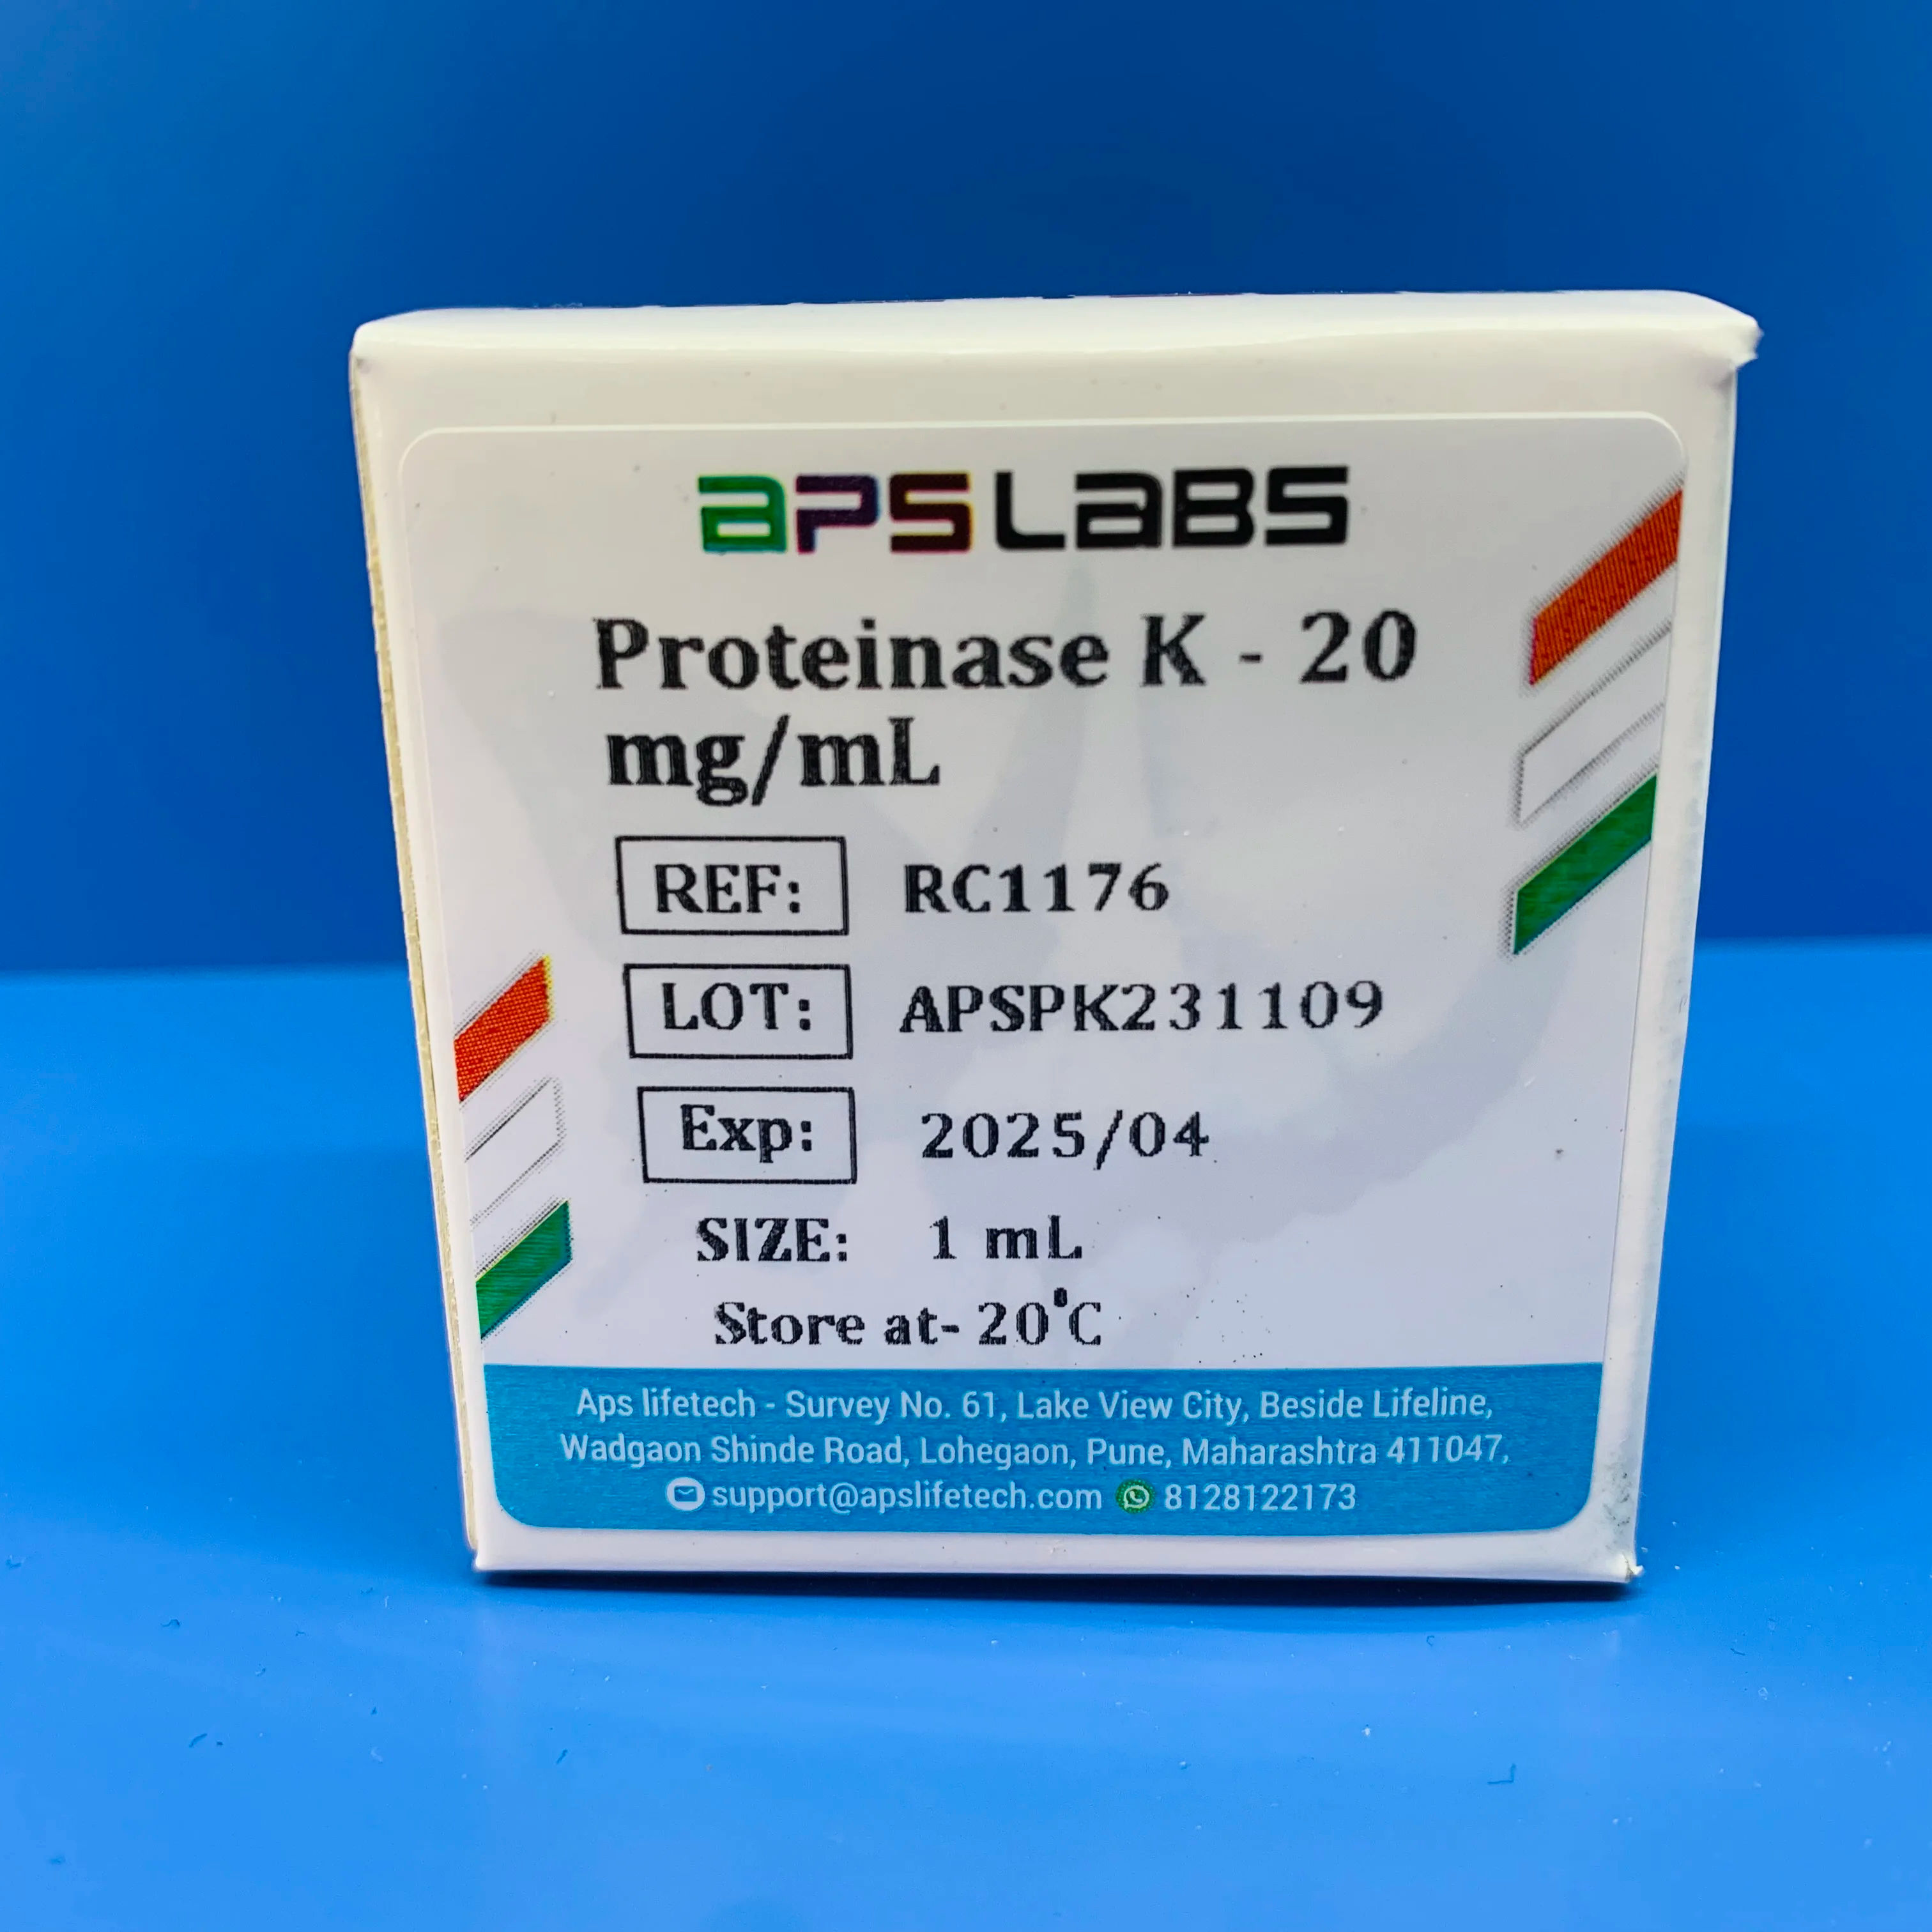 aPS LaBS
Proteinase K - 20
mg/mL
REF: RC1176
LOT: APSPK231109
Exp: 2025/04
SIZE: 1 mL
Store at- 20°C
Aps lifetech - Survey No. 61, Lake View City, Beside Lifeline,
Wadgaon Shinde Road, Lohegaon, Pune, Maharashtra 411047,
support@apslifetech.com 8128122173